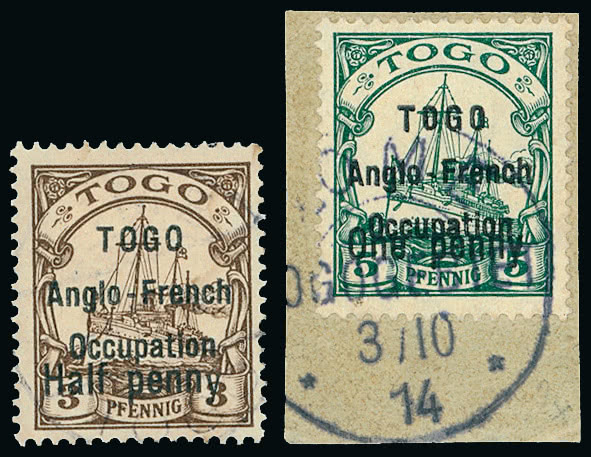 TOGO
TOGO
Anglo-French
Occupation
Half penny
3 PFENNIG 3
TOGO
TOGO
Anglo-French
Occupation
One penny
5 PFENNIG 5
3/10
* *
14